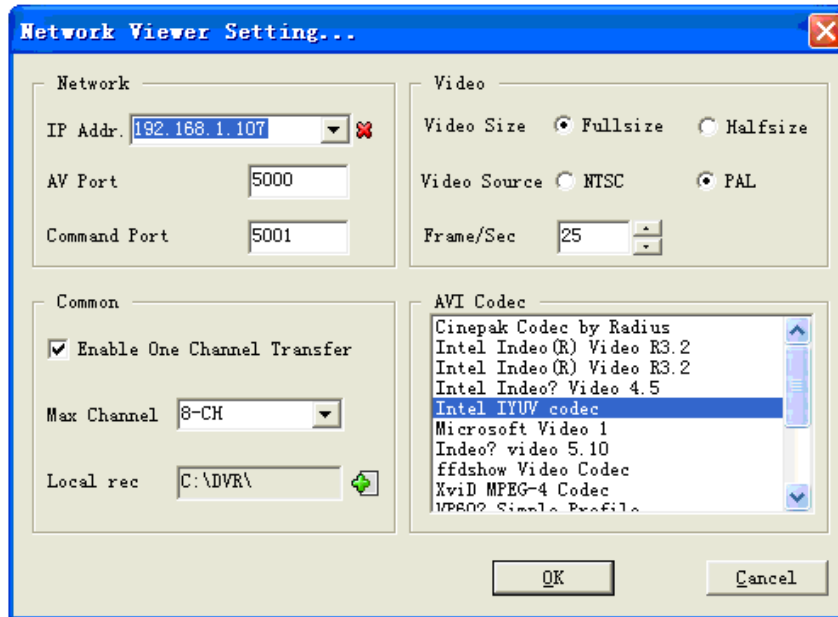 Network Viewer Setting...
Network
IP Addr. 192.168.1.107
AV Port 5000
Command Port 5001
Video
Video Size Fullsize Halfsize
Video Source NTSC PAL
Frame/Sec 25
Common
Enable One Channel Transfer
Max Channel 8-CH
Local rec C:\DVR\
AVI Codec
Cinepak Codec by Radius
Intel Indeo(R) Video R3.2
Intel Indeo(R) Video R3.2
Intel Indeo? Video 4.5
Intel IYUV codec
Microsoft Video 1
Indeo? video 5.10
ffdshow Video Codec
XviD MPEG-4 Codec
VP60? Simple Profile
OK Cancel